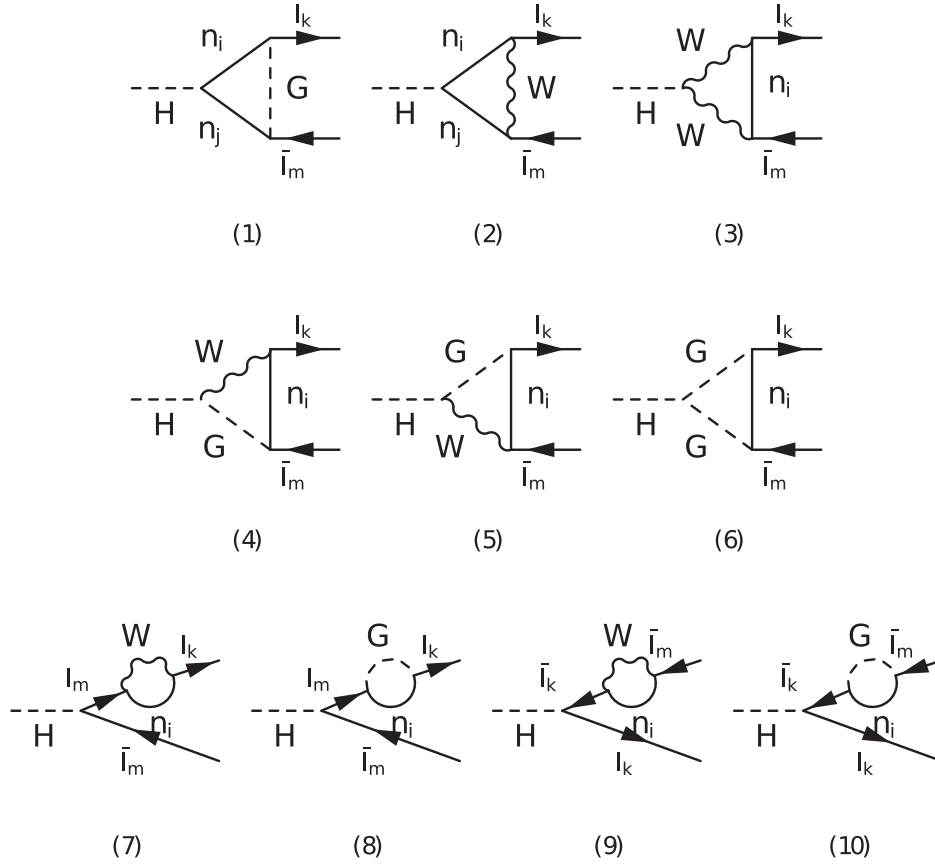 n_i l_k G H n_j l̄_m
n_i l_k W H n_j l̄_m
W l_k n_i H W l̄_m
(1) (2) (3)
W l_k n_i H G l̄_m
G l_k n_i H W l̄_m
G l_k n_i H G l̄_m
(4) (5) (6)
W l_m l_k n_i H l̄_m
G l_m l_k n_i H l̄_m
W l̄_k l̄_m n_i H l_k
G l̄_k l̄_m n_i H l_k
(7) (8) (9) (10)